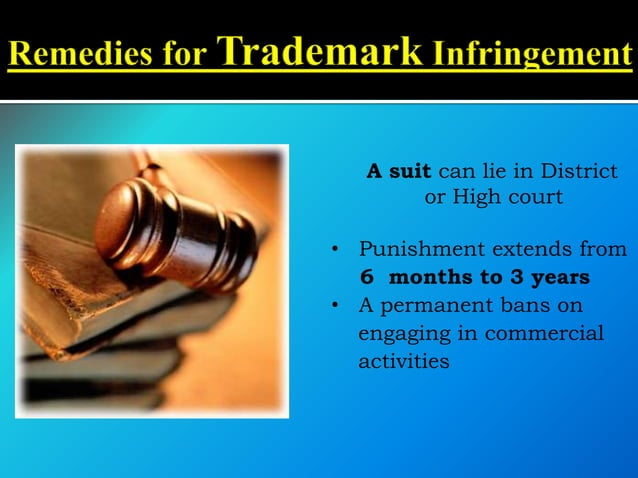 Remedies for Trademark Infringement
A suit can lie in District
or High court
• Punishment extends from
6 months to 3 years
• A permanent bans on
engaging in commercial
activities